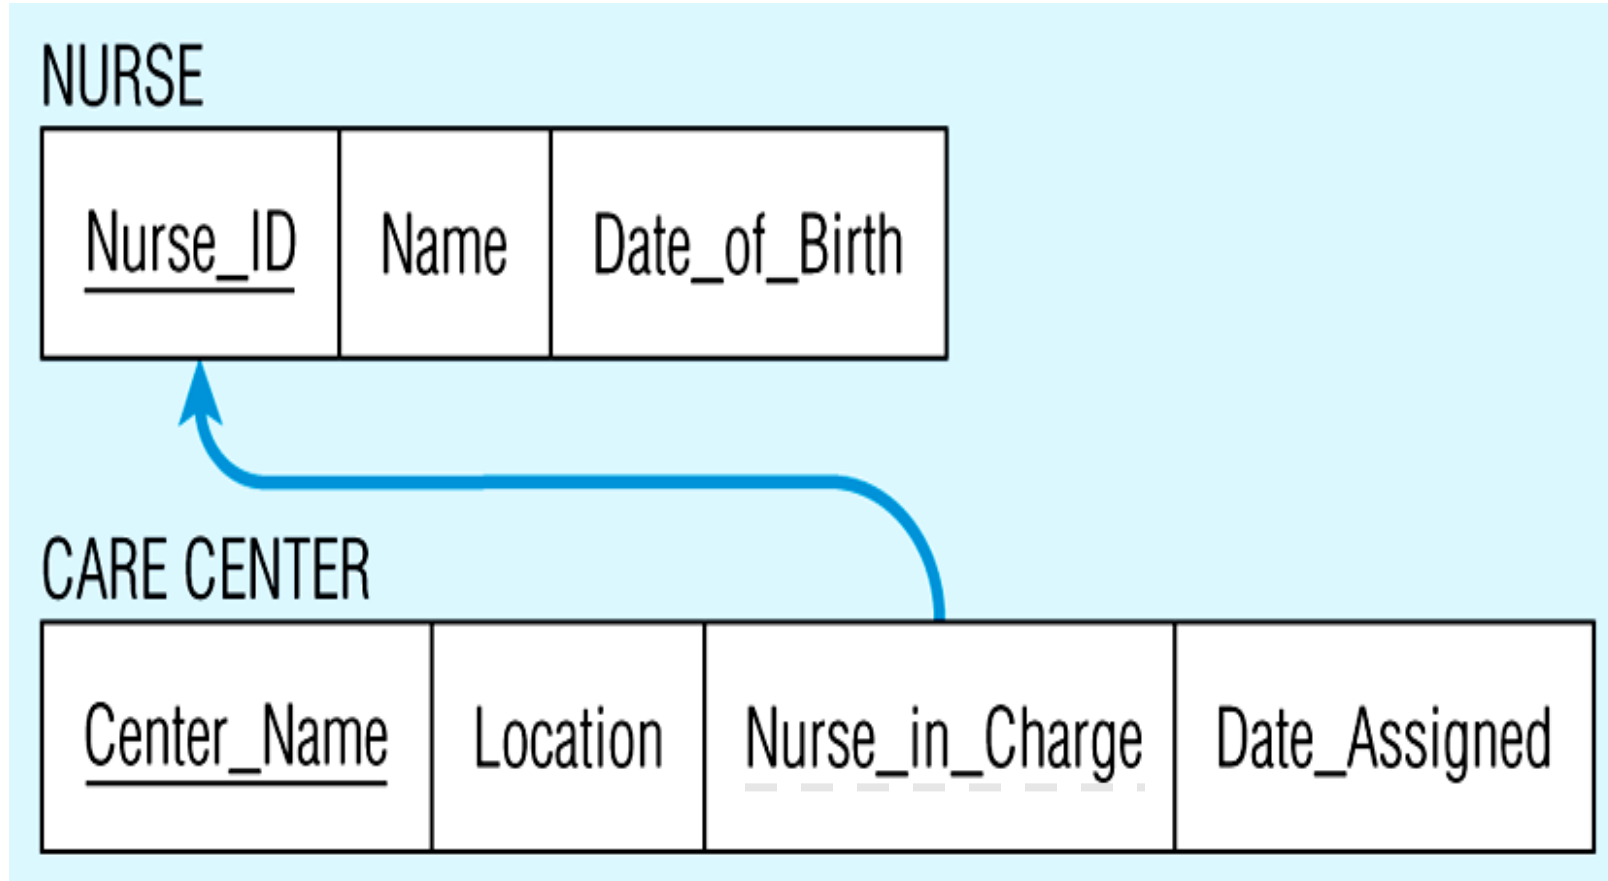 NURSE
Nurse_ID Name Date_of_Birth
CARE CENTER
Center_Name Location Nurse_in_Charge Date_Assigned